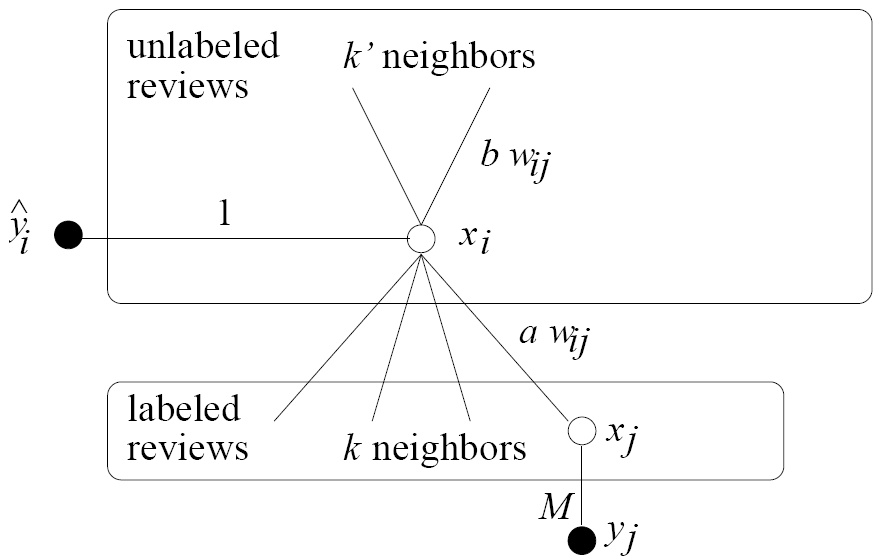 unlabeled
reviews
k’ neighbors
b wij
1
ŷi
xi
a wij
labeled
reviews
k neighbors
xj
M
yj